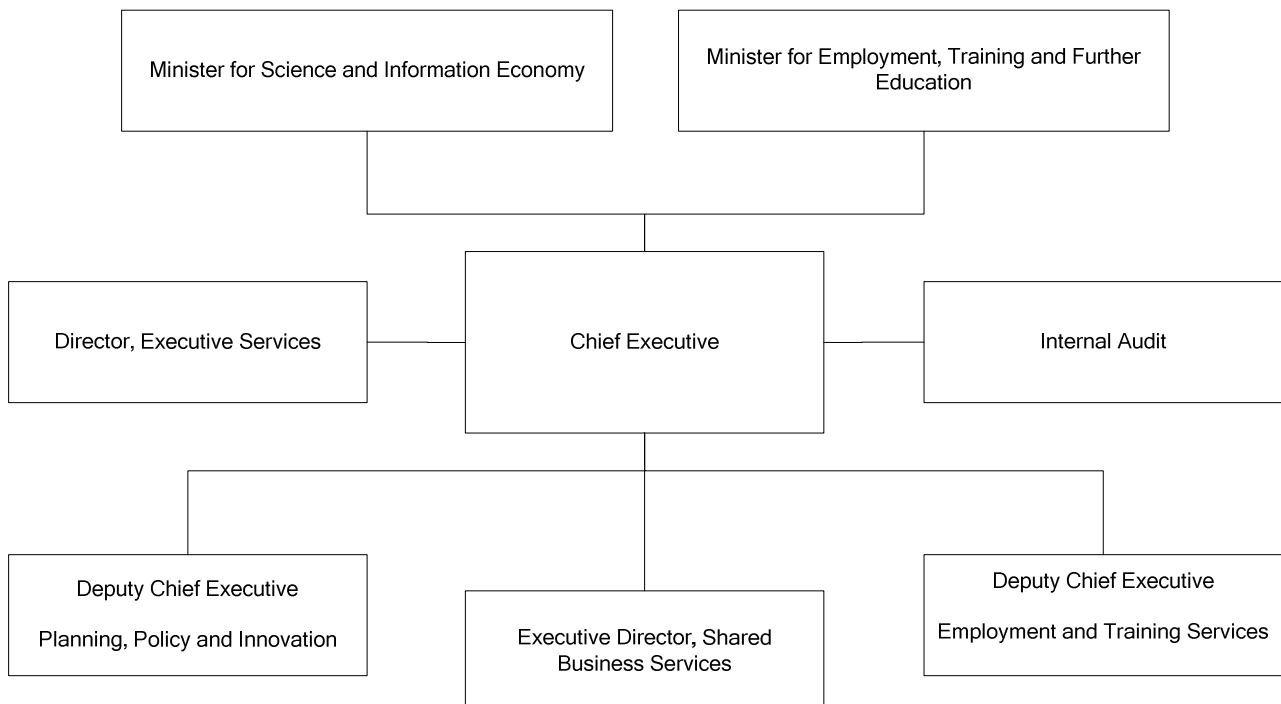 Minister for Science and Information Economy
Minister for Employment, Training and Further
Education
Director, Executive Services
Chief Executive
Internal Audit
Deputy Chief Executive
Planning, Policy and Innovation
Executive Director, Shared
Business Services
Deputy Chief Executive
Employment and Training Services